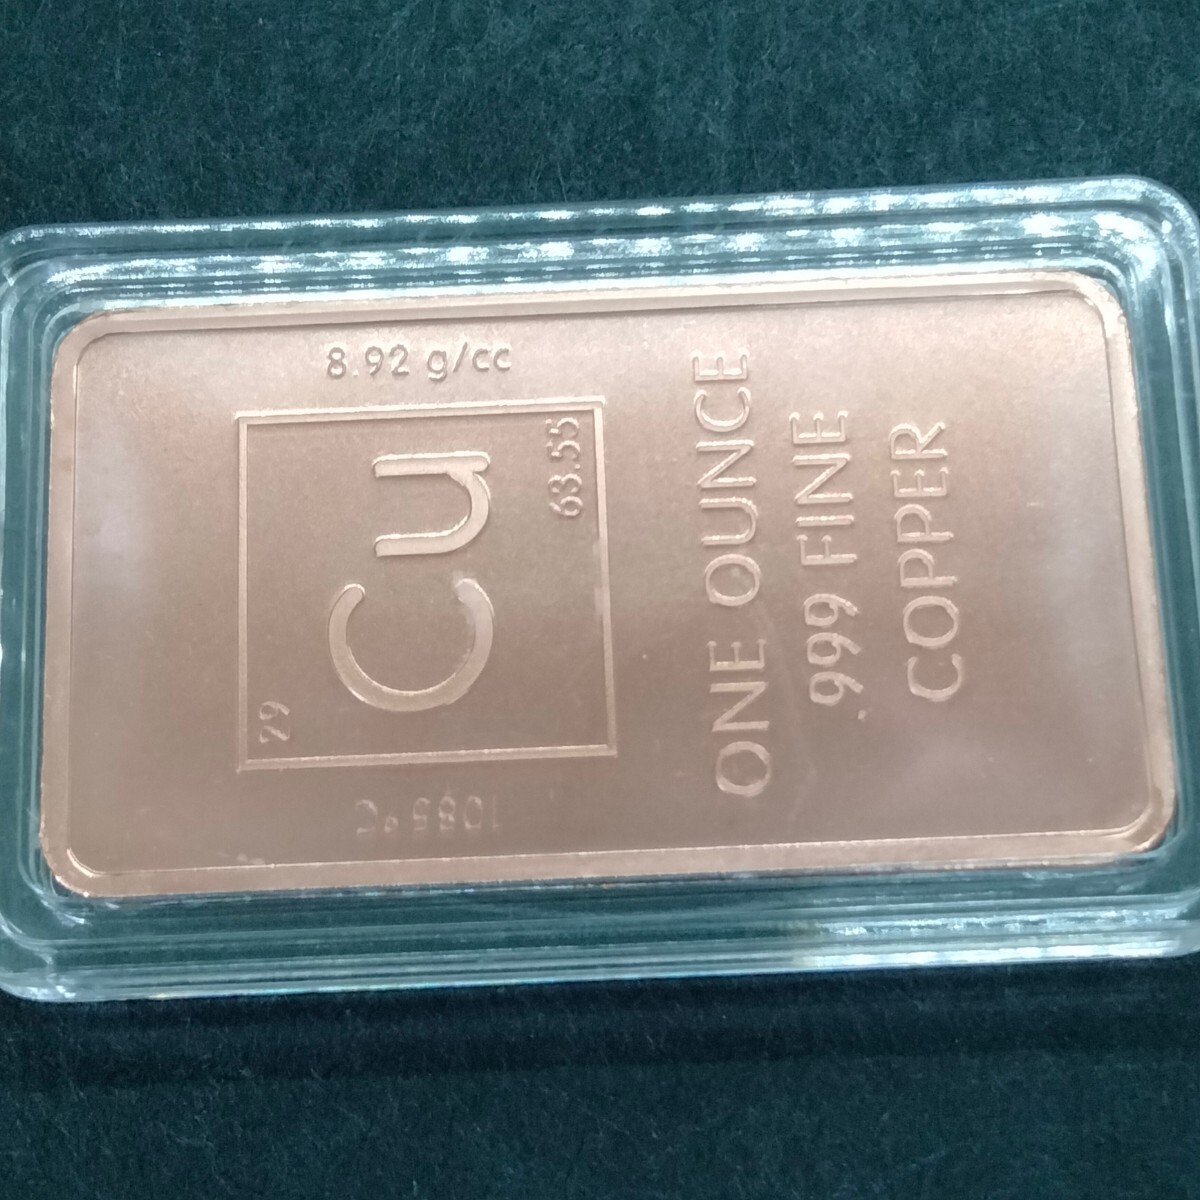 8.92 g/cc
63.55
Cu
29
1085°C
ONE OUNCE
.999 FINE
COPPER